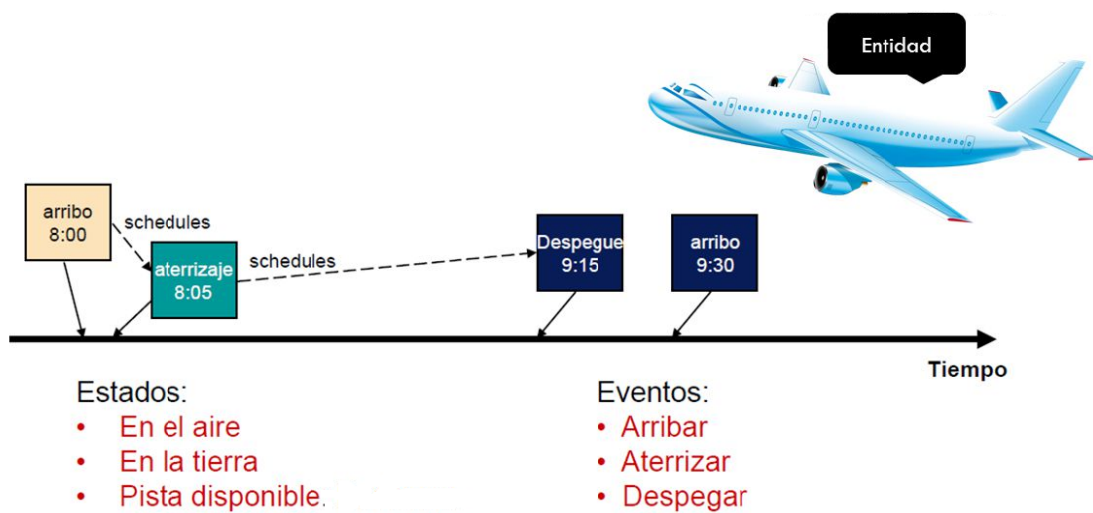 Entidad
arribo
8:00
schedules
aterrizaje
8:05
schedules
Despegue
9:15
arribo
9:30
Tiempo
Estados:
• En el aire
• En la tierra
• Pista disponible.
Eventos:
• Arribar
• Aterrizar
• Despegar